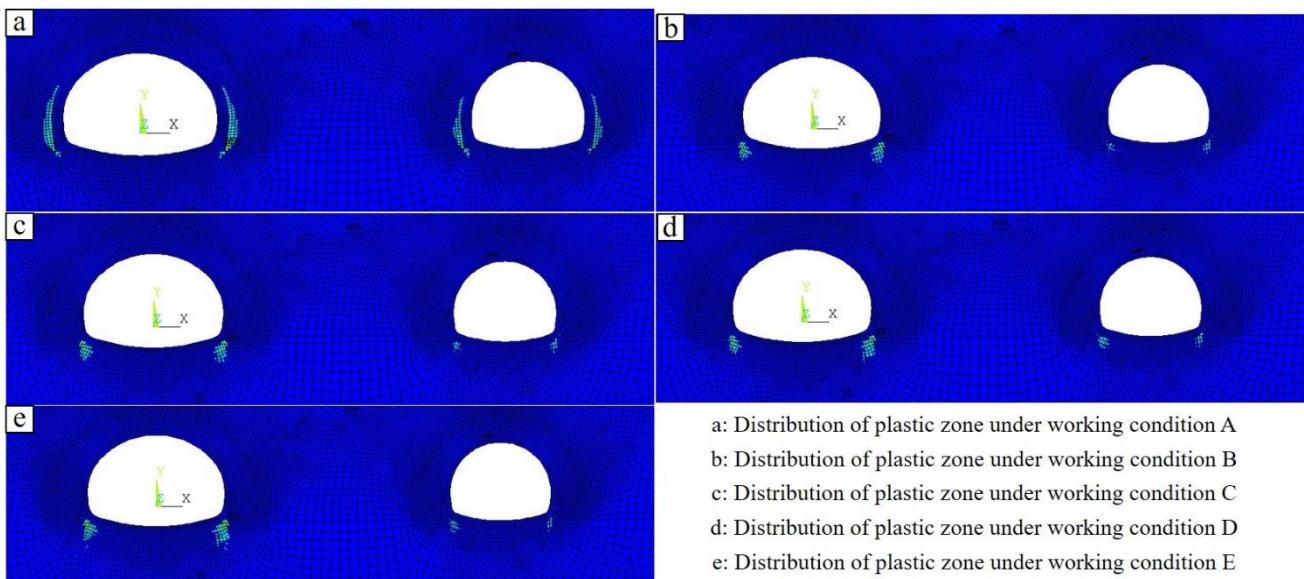 a
Y
Z X
b
Y
Z X
c
Y
Z X
d
Y
Z X
e
Y
Z X
a: Distribution of plastic zone under working condition A
b: Distribution of plastic zone under working condition B
c: Distribution of plastic zone under working condition C
d: Distribution of plastic zone under working condition D
e: Distribution of plastic zone under working condition E